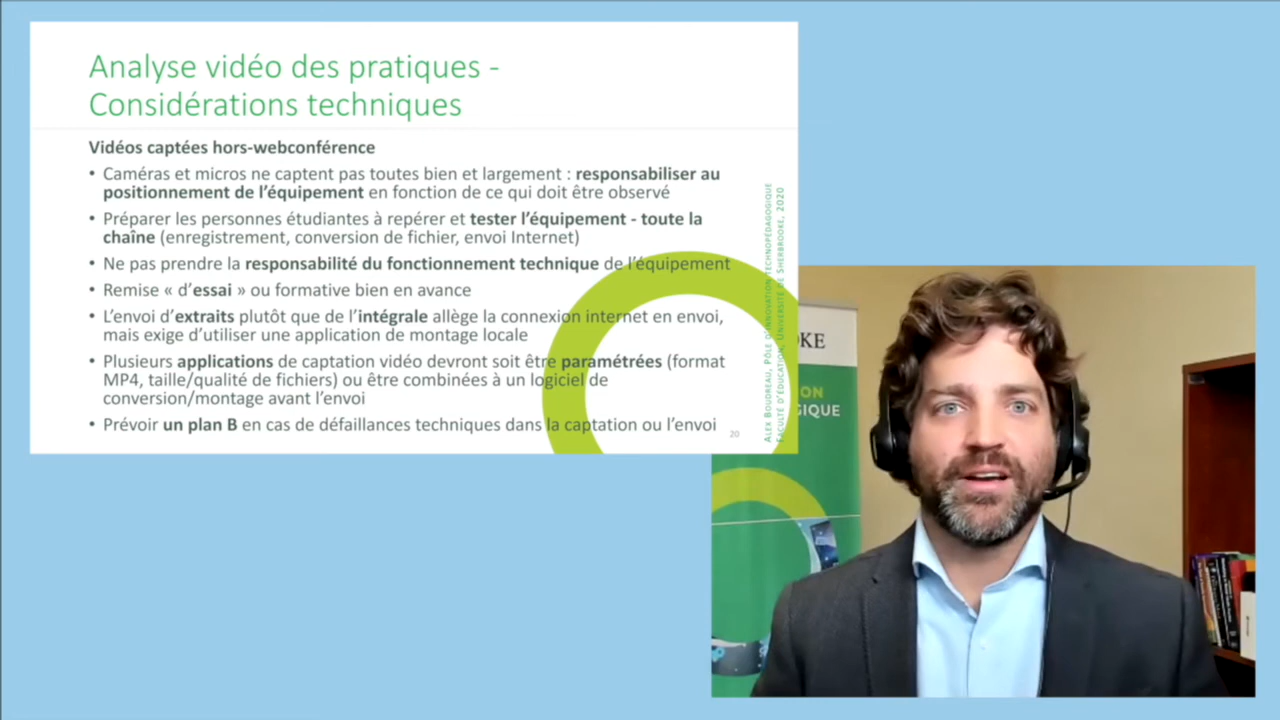 Analyse vidéo des pratiques -
Considérations techniques
Vidéos captées hors-webconférence
• Caméras et micros ne captent pas toutes bien et largement : responsabiliser au
positionnement de l’équipement en fonction de ce qui doit être observé
• Préparer les personnes étudiantes à repérer et tester l’équipement - toute la
chaîne (enregistrement, conversion de fichier, envoi Internet)
• Ne pas prendre la responsabilité du fonctionnement technique de l’équipement
• Remise « d’essai » ou formative bien en avance
• L’envoi d’extraits plutôt que de l’intégrale allège la connexion internet en envoi,
mais exige d’utiliser une application de montage locale
• Plusieurs applications de captation vidéo devront soit être paramétrées (format
MP4, taille/qualité de fichiers) ou être combinées à un logiciel de
conversion/montage avant l’envoi
• Prévoir un plan B en cas de défaillances techniques dans la captation ou l’envoi
20
Alex Boudreau, Pôle d’innovation technopédagogique
Faculté d’éducation, Université de Sherbrooke, 2020
OKE
ON
GIQUE